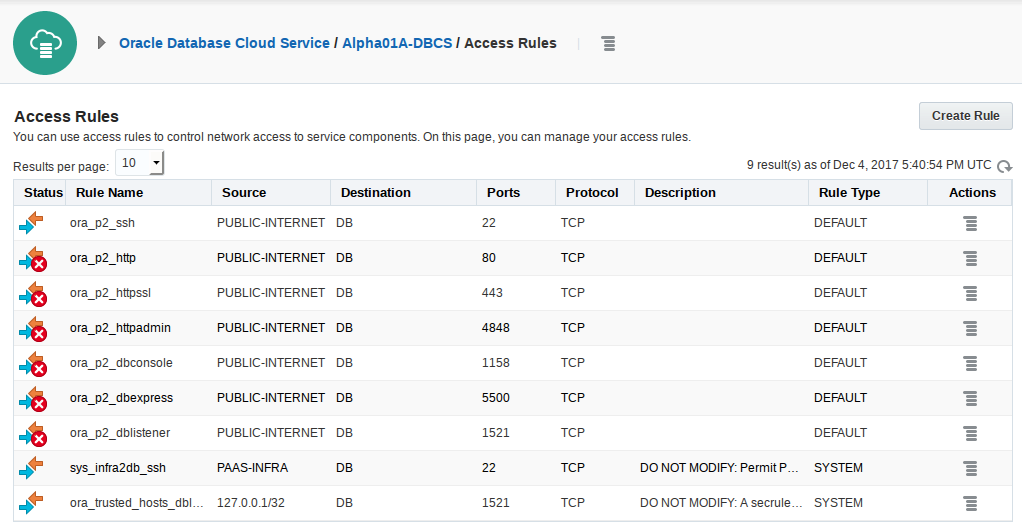 Oracle Database Cloud Service / Alpha01A-DBCS / Access Rules
Access Rules
Create Rule
You can use access rules to control network access to service components. On this page, you can manage your access rules.
Results per page: 10
9 result(s) as of Dec 4, 2017 5:40:54 PM UTC
Status Rule Name Source Destination Ports Protocol Description Rule Type Actions
ora_p2_ssh PUBLIC-INTERNET DB 22 TCP DEFAULT
ora_p2_http PUBLIC-INTERNET DB 80 TCP DEFAULT
ora_p2_httpssl PUBLIC-INTERNET DB 443 TCP DEFAULT
ora_p2_httpadmin PUBLIC-INTERNET DB 4848 TCP DEFAULT
ora_p2_dbconsole PUBLIC-INTERNET DB 1158 TCP DEFAULT
ora_p2_dbexpress PUBLIC-INTERNET DB 5500 TCP DEFAULT
ora_p2_dblistener PUBLIC-INTERNET DB 1521 TCP DEFAULT
sys_infra2db_ssh PAAS-INFRA DB 22 TCP DO NOT MODIFY: Permit P... SYSTEM
ora_trusted_hosts_dbl... 127.0.0.1/32 DB 1521 TCP DO NOT MODIFY: A secrule... SYSTEM